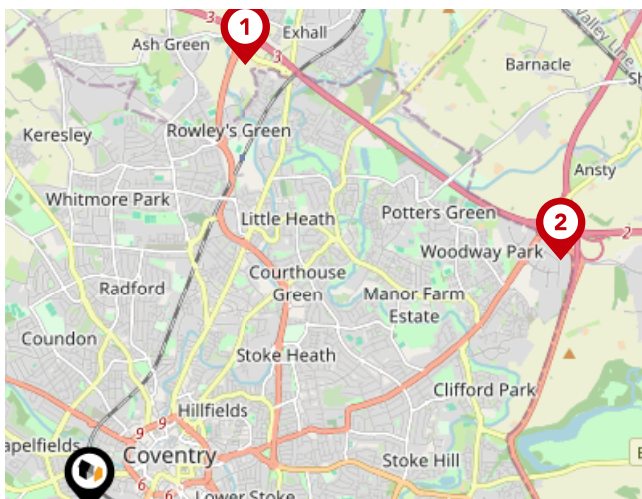 3
1
Exhall
Ash Green
3
Valley Line
Barnacle
Keresley
Rowley's Green
Ansty
Whitmore Park
Little Heath
Potters Green
2
2
Woodway Park
Courthouse
Green
Radford
Manor Farm
Estate
Coundon
Stoke Heath
Clifford Park
Hillfields
9
9
apelfields
Coventry
Stoke Hill
6
6
Lower Stoke